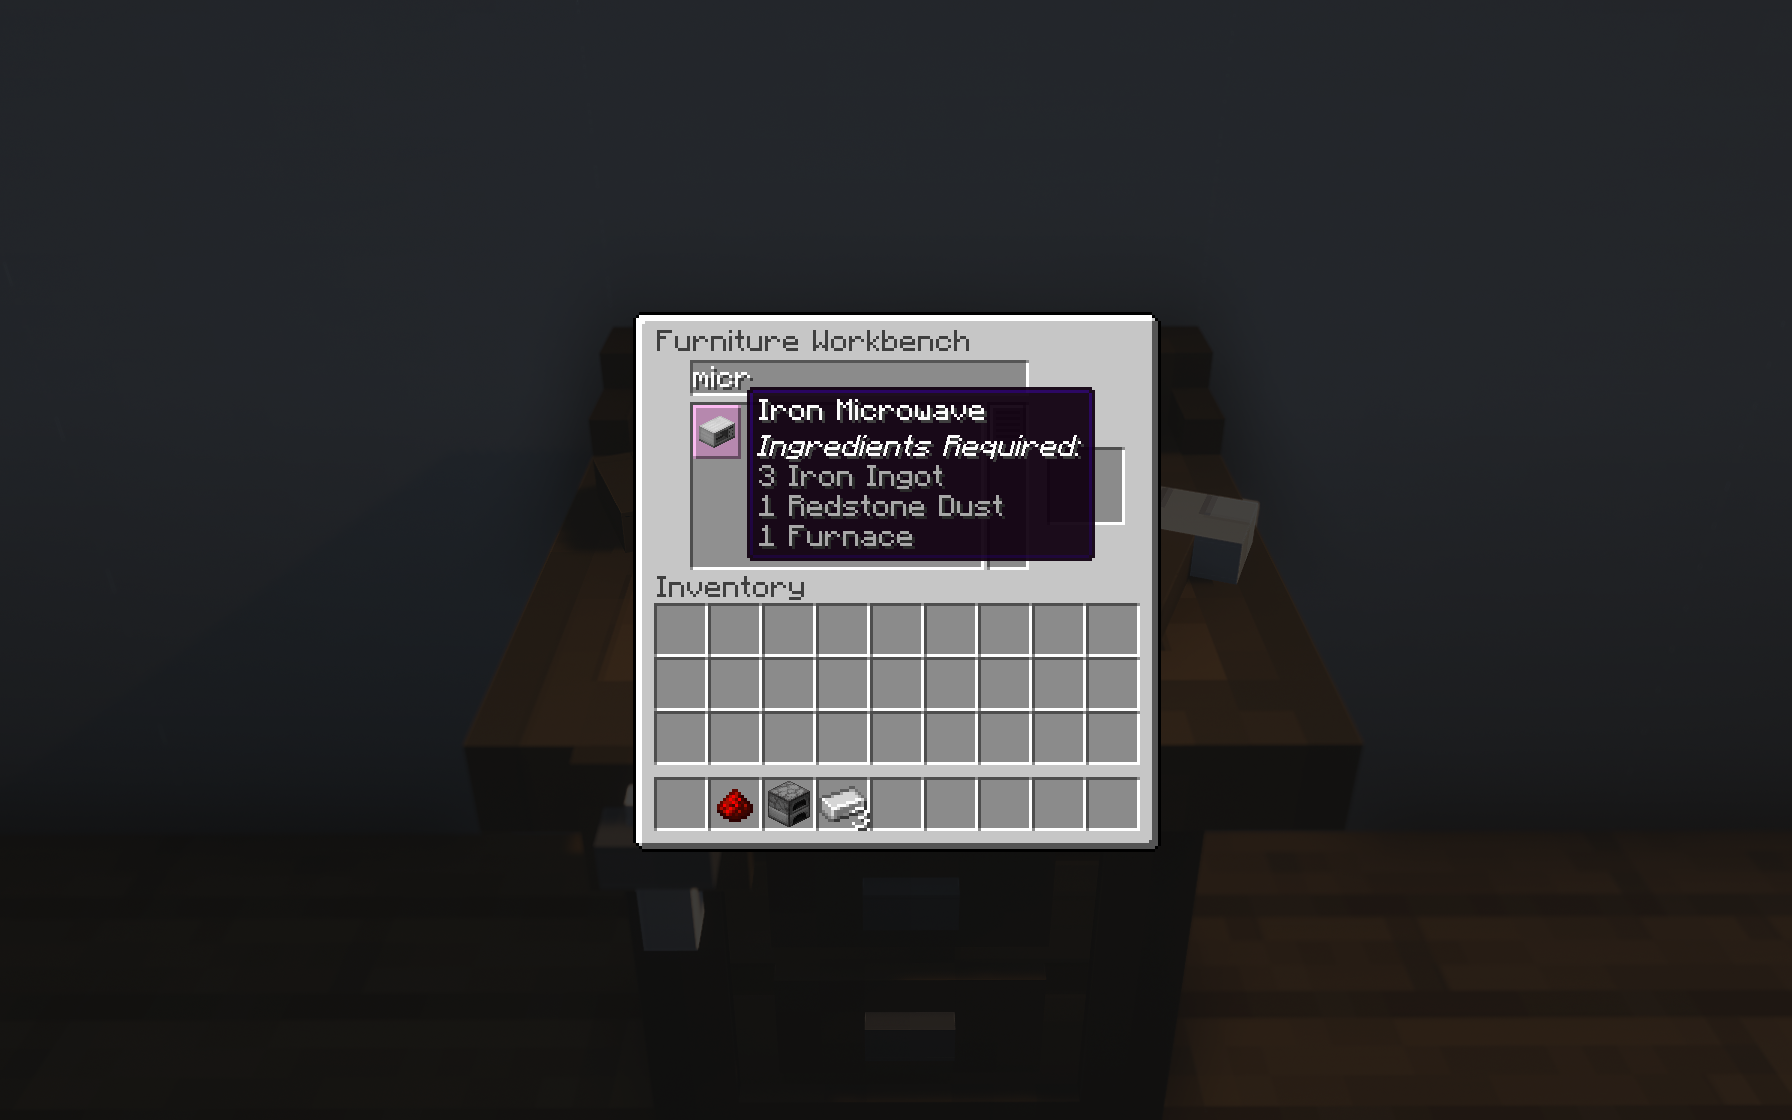 Furniture Workbench
micr
Iron Microwave
Ingredients Required:
3 Iron Ingot
1 Redstone Dust
1 Furnace
Inventory
3